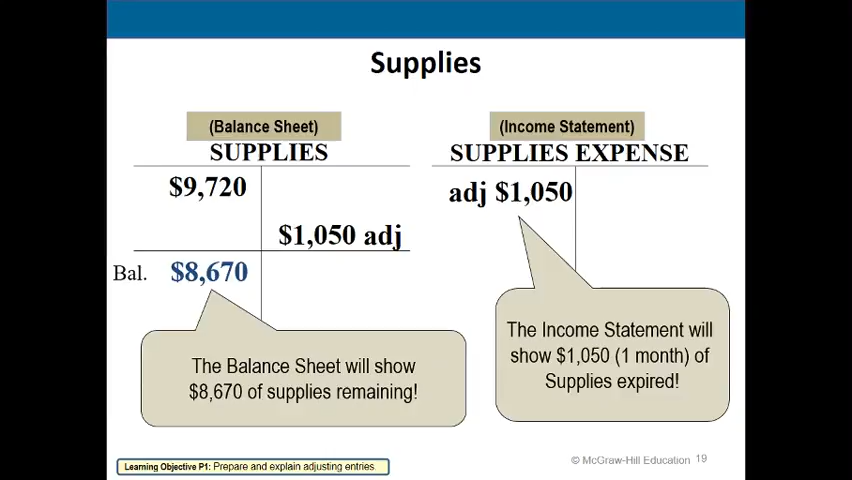 Supplies
(Balance Sheet)
SUPPLIES
$9,720
$1,050 adj
Bal. $8,670
The Balance Sheet will show
$8,670 of supplies remaining!
(Income Statement)
SUPPLIES EXPENSE
adj $1,050
The Income Statement will
show $1,050 (1 month) of
Supplies expired!
Learning Objective P1: Prepare and explain adjusting entries.
© McGraw-Hill Education 19